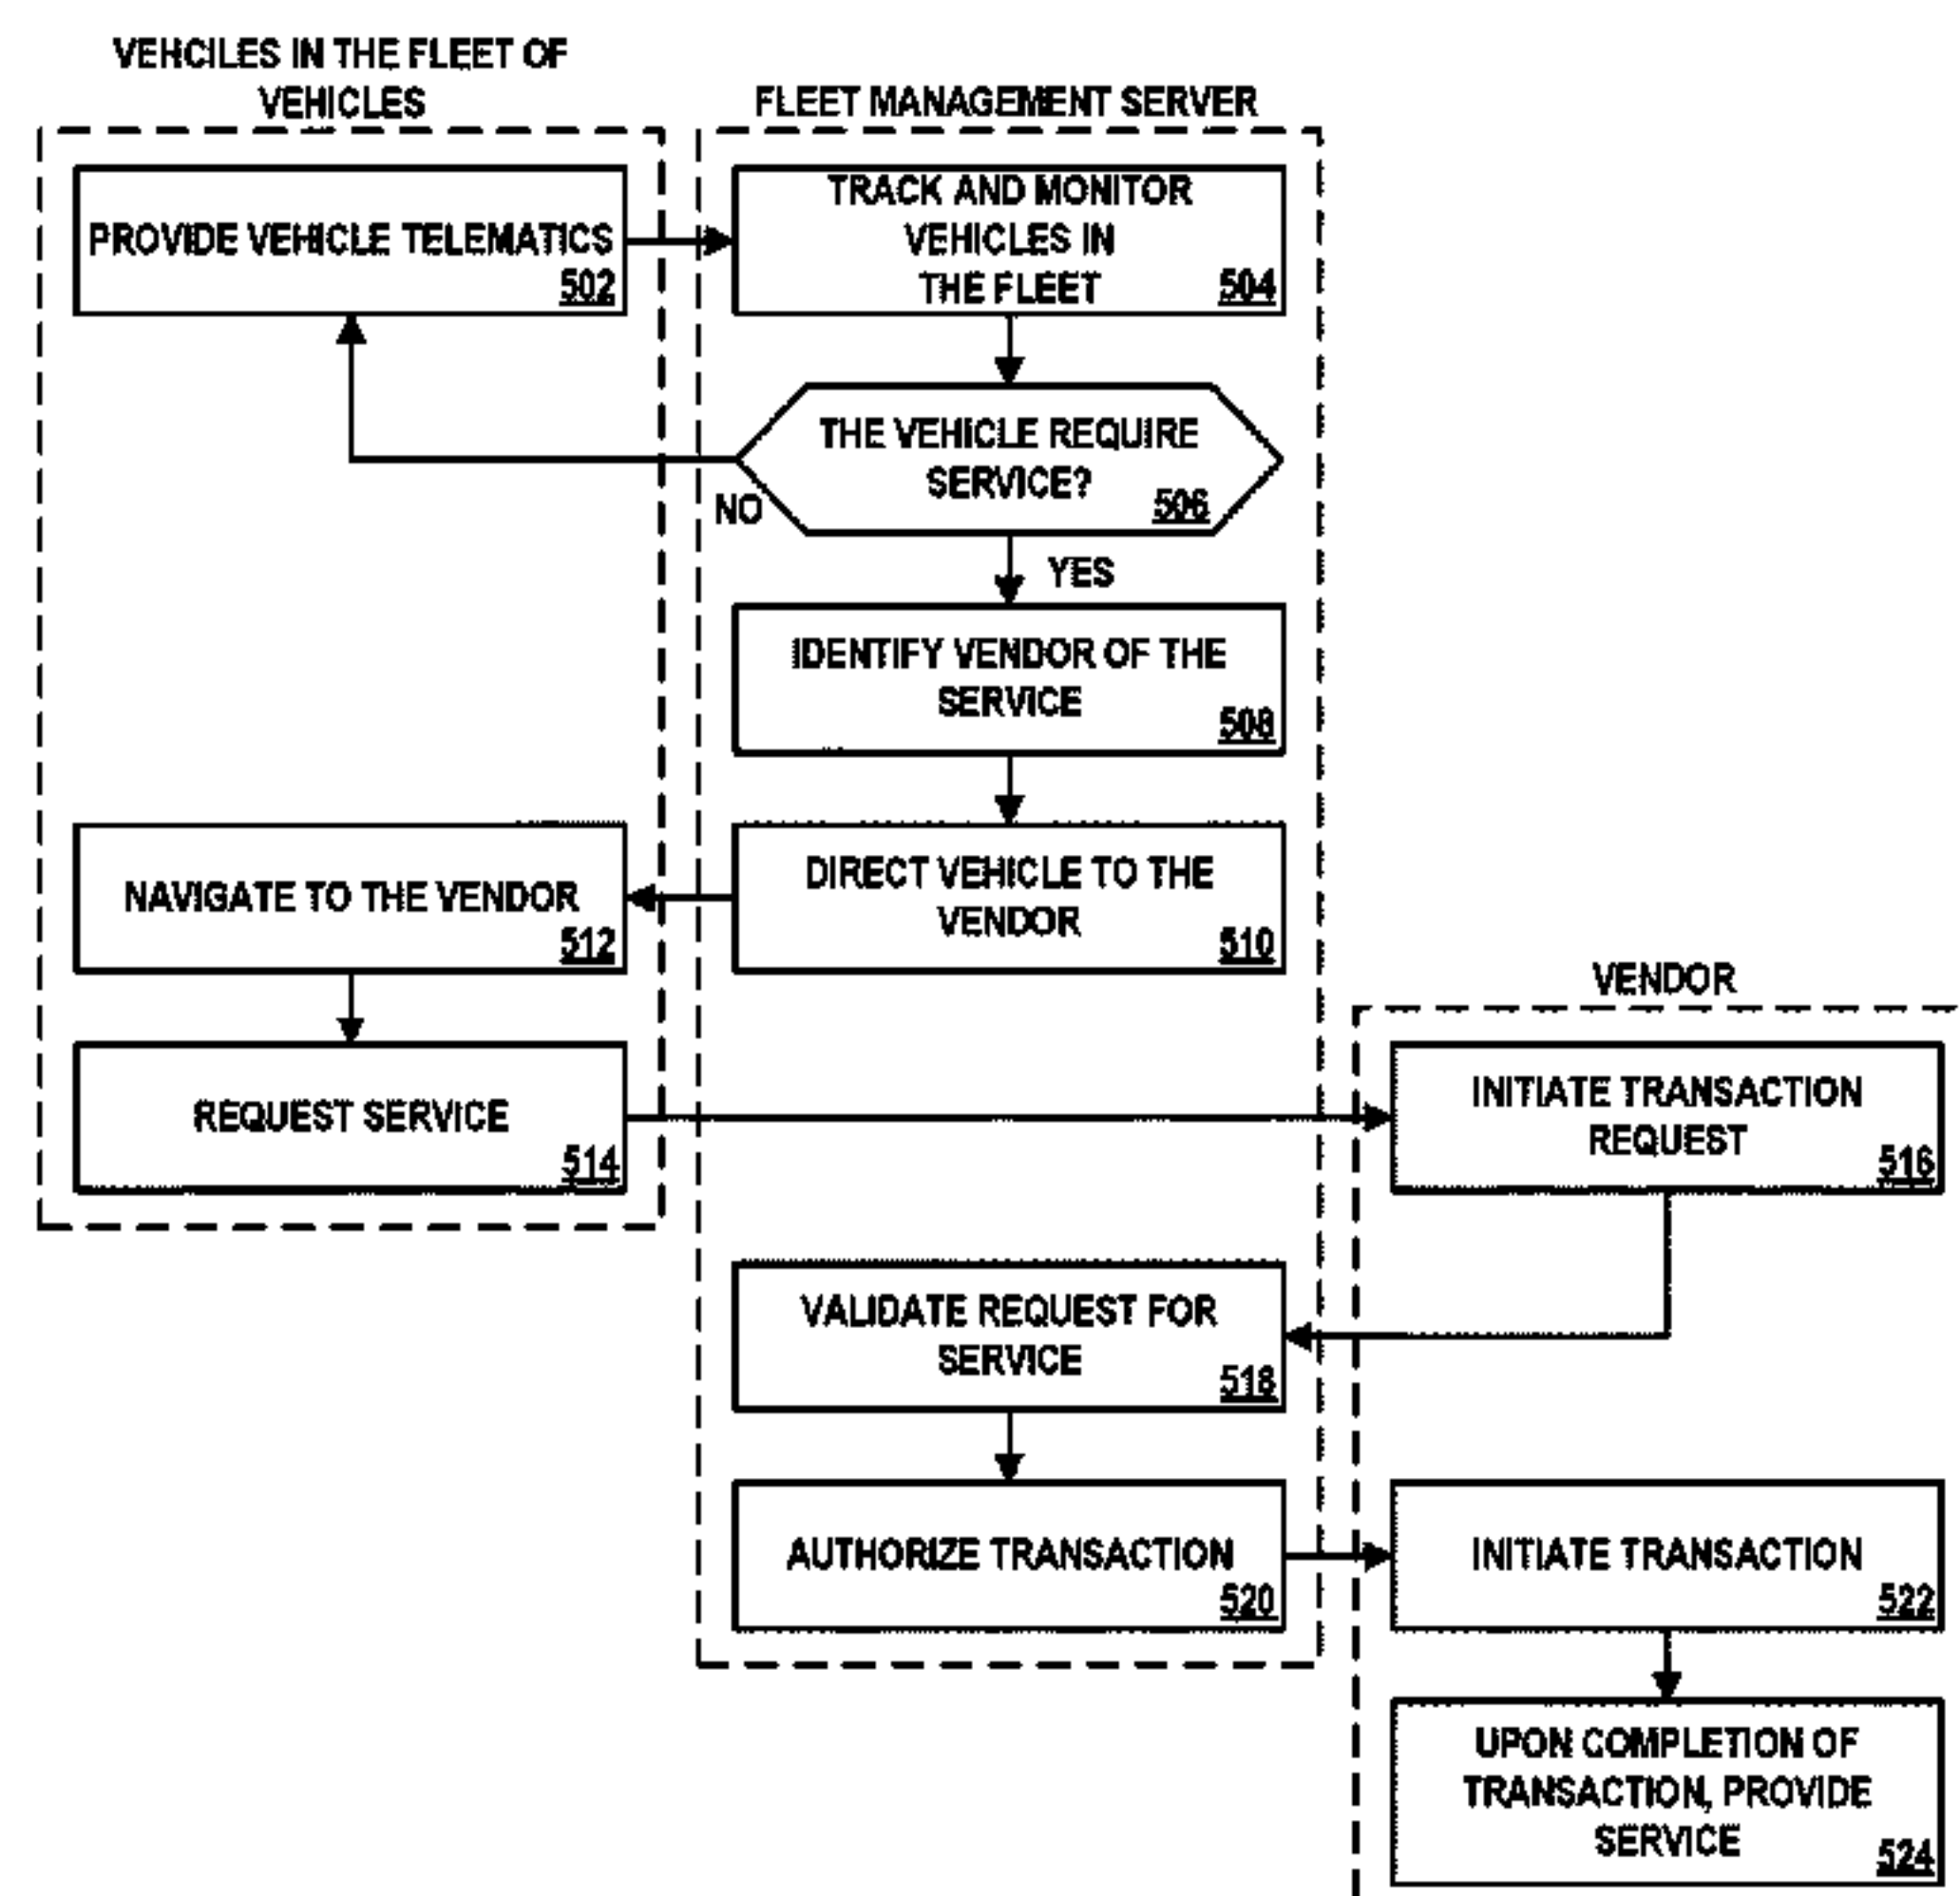 VEHCILES IN THE FLEET OF
VEHICLES
FLEET MANAGEMENT SERVER
PROVIDE VEHICLE TELEMATICS
502
TRACK AND MONITOR
VEHICLES IN
THE FLEET
504
THE VEHICLE REQUIRE
SERVICE?
506
NO
YES
IDENTIFY VENDOR OF THE
SERVICE
508
DIRECT VEHICLE TO THE
VENDOR
510
NAVIGATE TO THE VENDOR
512
VENDOR
REQUEST SERVICE
514
INITIATE TRANSACTION
REQUEST
516
VALIDATE REQUEST FOR
SERVICE
518
AUTHORIZE TRANSACTION
520
INITIATE TRANSACTION
522
UPON COMPLETION OF
TRANSACTION, PROVIDE
SERVICE
524